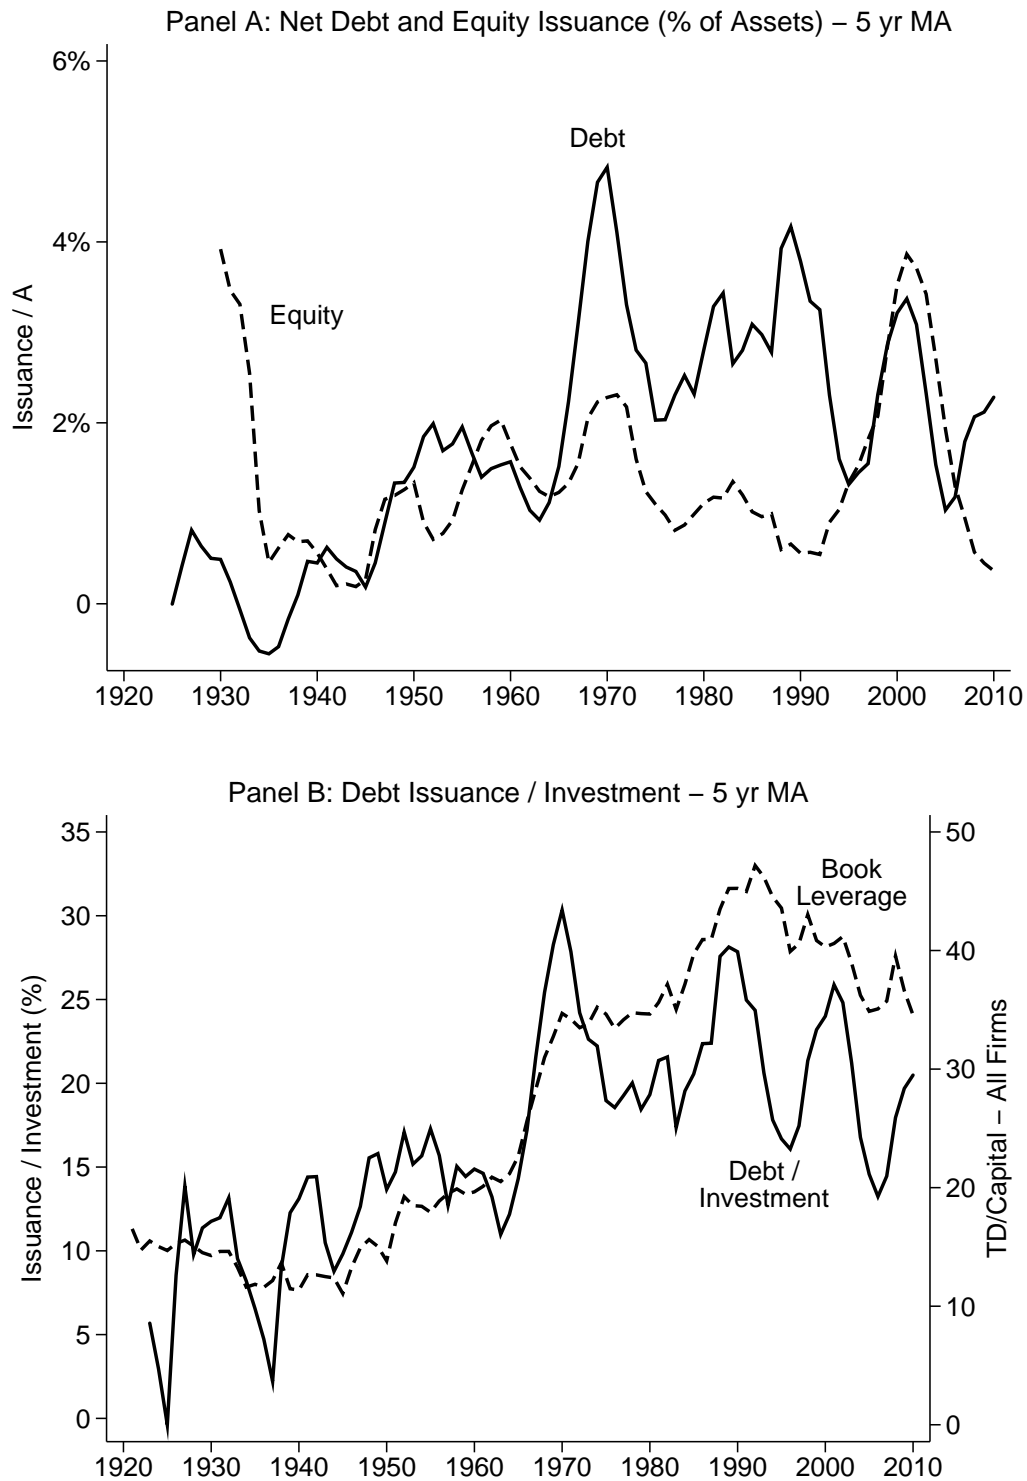 Panel A: Net Debt and Equity Issuance (% of Assets) – 5 yr MA
6%
Debt
4%
Equity
Issuance / A
2%
0
1920 1930 1940 1950 1960 1970 1980 1990 2000 2010
Panel B: Debt Issuance / Investment – 5 yr MA
35
50
Book
Leverage
30
40
25
Issuance / Investment (%)
20
30
TD/Capital – All Firms
15
Debt /
Investment
20
10
10
5
0
0
1920 1930 1940 1950 1960 1970 1980 1990 2000 2010